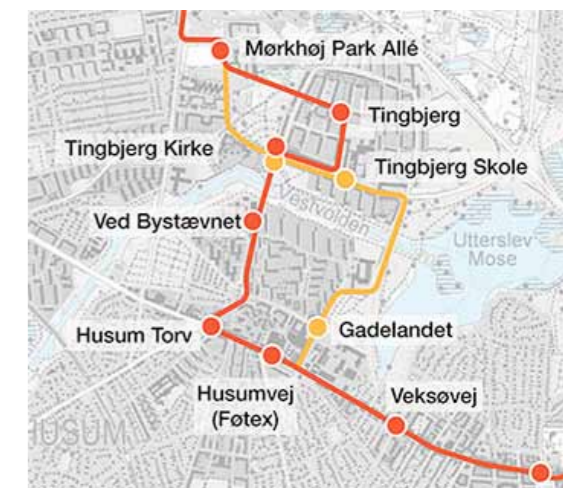 Mørkhøj Park Allé
Tingbjerg
Tingbjerg Kirke
Tingbjerg Skole
Vestvolden
Ved Bystævnet
Utterslev
Mose
Husum Torv
Gadelandet
Husumvej
(Føtex)
Veksøvej
HUSUM